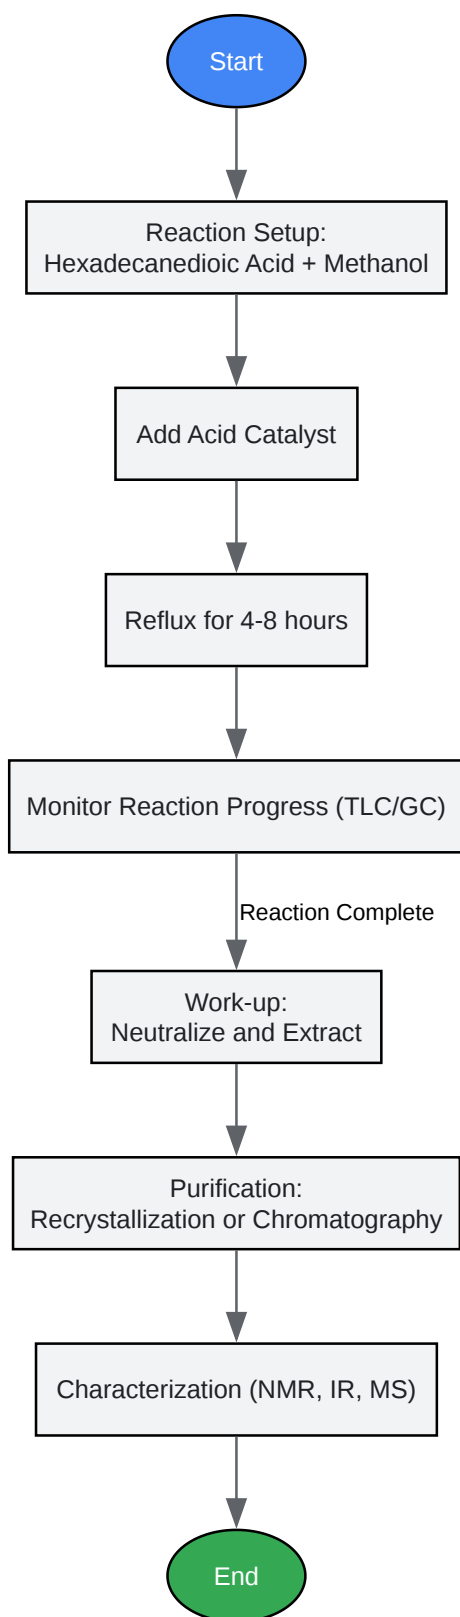 Start
Reaction Setup:
Hexadecanedioic Acid + Methanol
Add Acid Catalyst
Reflux for 4-8 hours
Monitor Reaction Progress (TLC/GC)
Reaction Complete
Work-up:
Neutralize and Extract
Purification:
Recrystallization or Chromatography
Characterization (NMR, IR, MS)
End